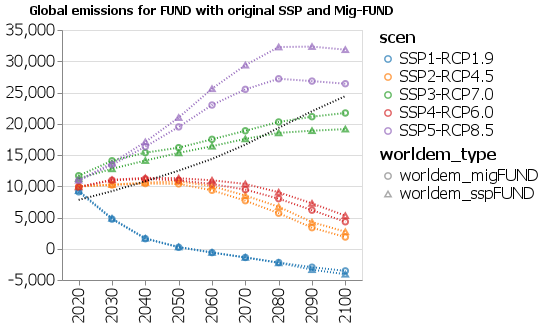 Global emissions for FUND with original SSP and Mig-FUND
35,000
30,000
25,000
20,000
15,000
10,000
5,000
0
-5,000
2020
2030
2040
2050
2060
2070
2080
2090
2100
scen
SSP1-RCP1.9
SSP2-RCP4.5
SSP3-RCP7.0
SSP4-RCP6.0
SSP5-RCP8.5
worldem_type
worldem_migFUND
worldem_sspFUND